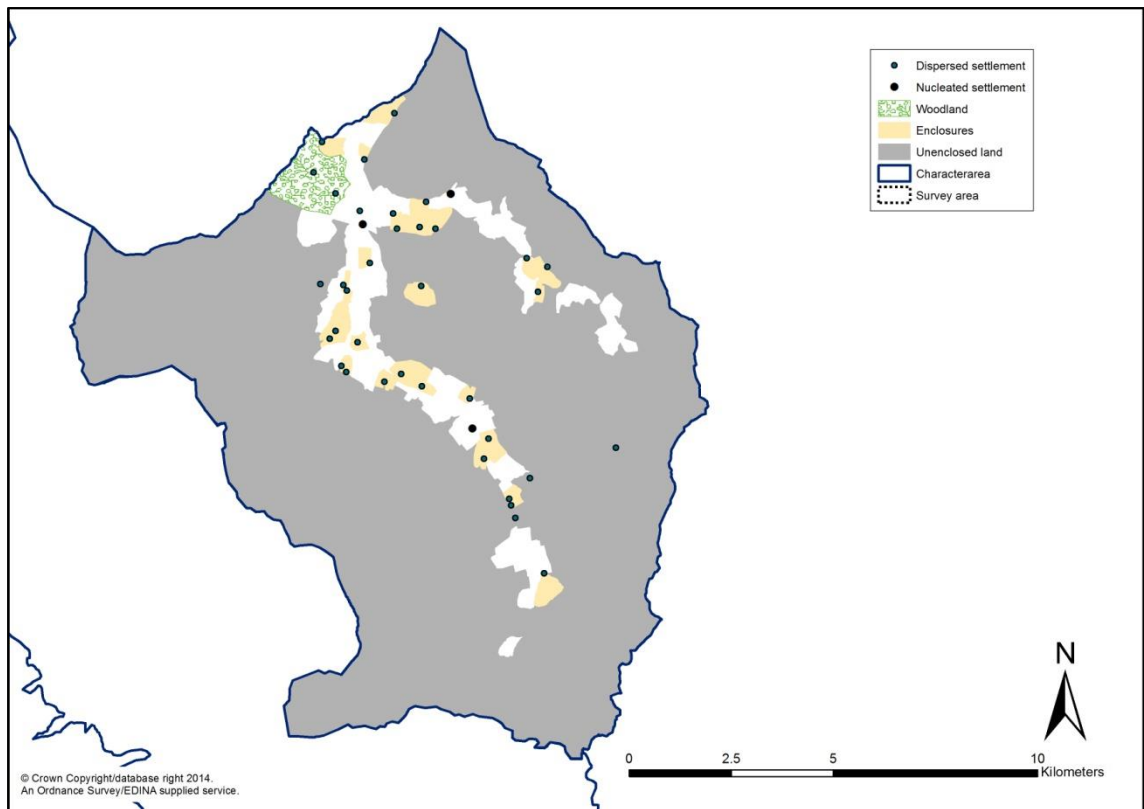 Dispersed settlement
Nucleated settlement
Woodland
Enclosures
Unenclosed land
Characterarea
Survey area
N
0 2.5 5 10
Kilometers
© Crown Copyright/database right 2014.
An Ordnance Survey/EDINA supplied service.